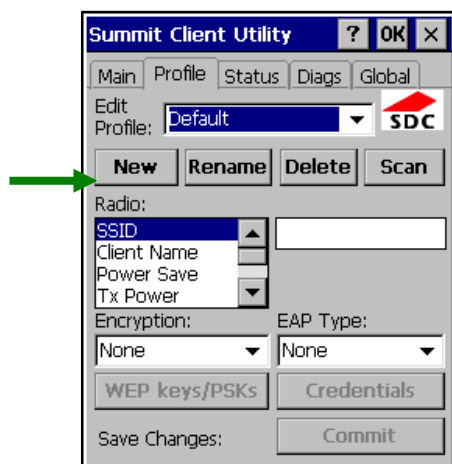 Summit Client Utility ? OK ×
Main Profile Status Diags Global
Edit
Profile: Default SDC
New Rename Delete Scan
Radio:
SSID
Client Name
Power Save
Tx Power
Encryption: EAP Type:
None None
WEP keys/PSKs Credentials
Save Changes: Commit